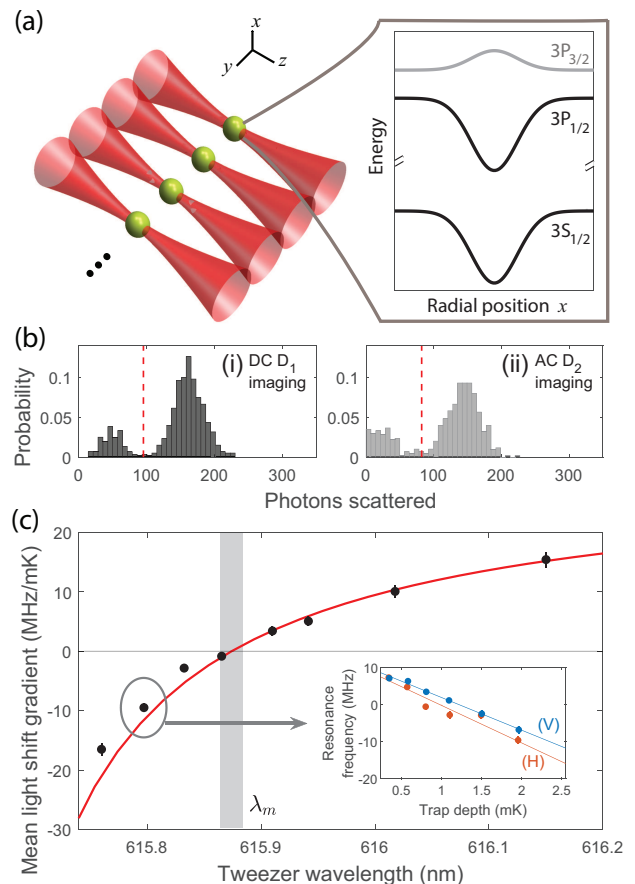 (a)
x
y
z
Energy
3P3/2
3P1/2
3S1/2
Radial position x
(b)
Probability
0.1
0.05
0
(i) DC D1
imaging
0 100 200 300
0.1
0.05
0
(ii) AC D2
imaging
0 100 200 300
Photons scattered
(c)
Mean light shift gradient (MHz/mK)
20
10
0
-10
-20
-30
λm
Resonance
frequency (MHz)
10
0
-10
-20
(V)
(H)
0.5 1 1.5 2 2.5
Trap depth (mK)
615.8 615.9 616 616.1 616.2
Tweezer wavelength (nm)